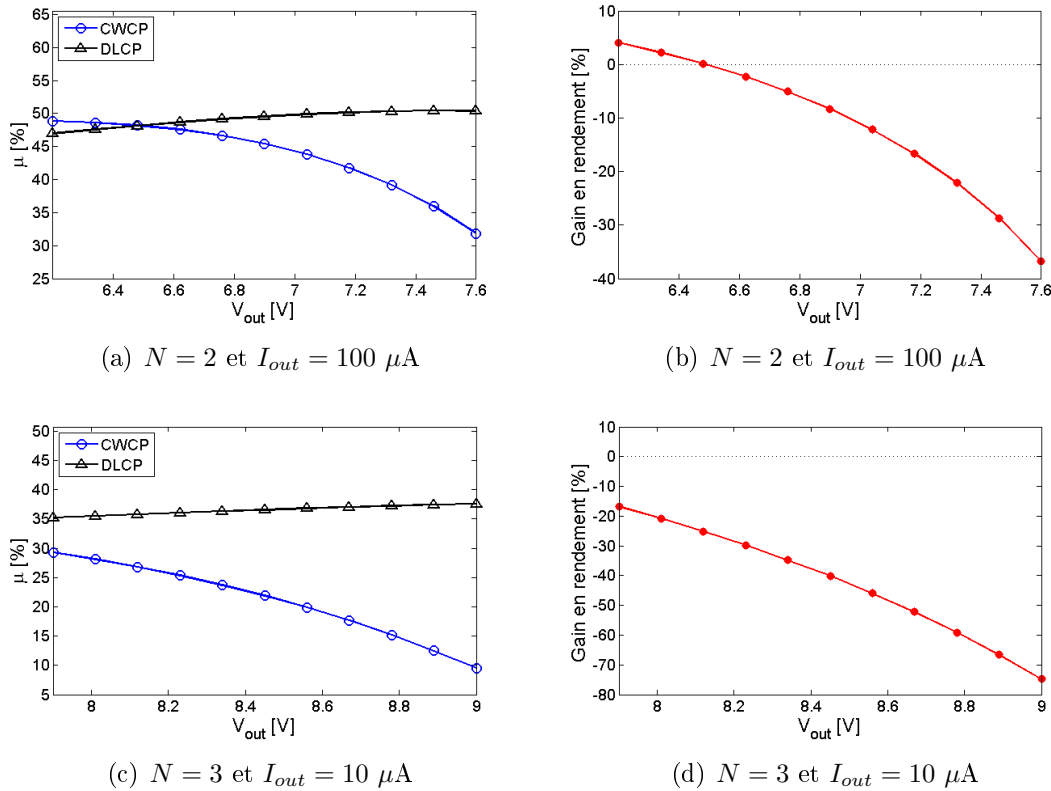 65
60
55
50
45
40
35
30
25
μ [%]
CWCP
DLCP
6.4 6.6 6.8 7 7.2 7.4 7.6
V_out [V]
(a) N = 2 et I_out = 100 μA
10
0
-10
-20
-30
-40
Gain en rendement [%]
6.4 6.6 6.8 7 7.2 7.4 7.6
V_out [V]
(b) N = 2 et I_out = 100 μA
50
45
40
35
30
25
20
15
10
5
μ [%]
CWCP
DLCP
8 8.2 8.4 8.6 8.8 9
V_out [V]
(c) N = 3 et I_out = 10 μA
10
0
-10
-20
-30
-40
-50
-60
-70
-80
Gain en rendement [%]
8 8.2 8.4 8.6 8.8 9
V_out [V]
(d) N = 3 et I_out = 10 μA